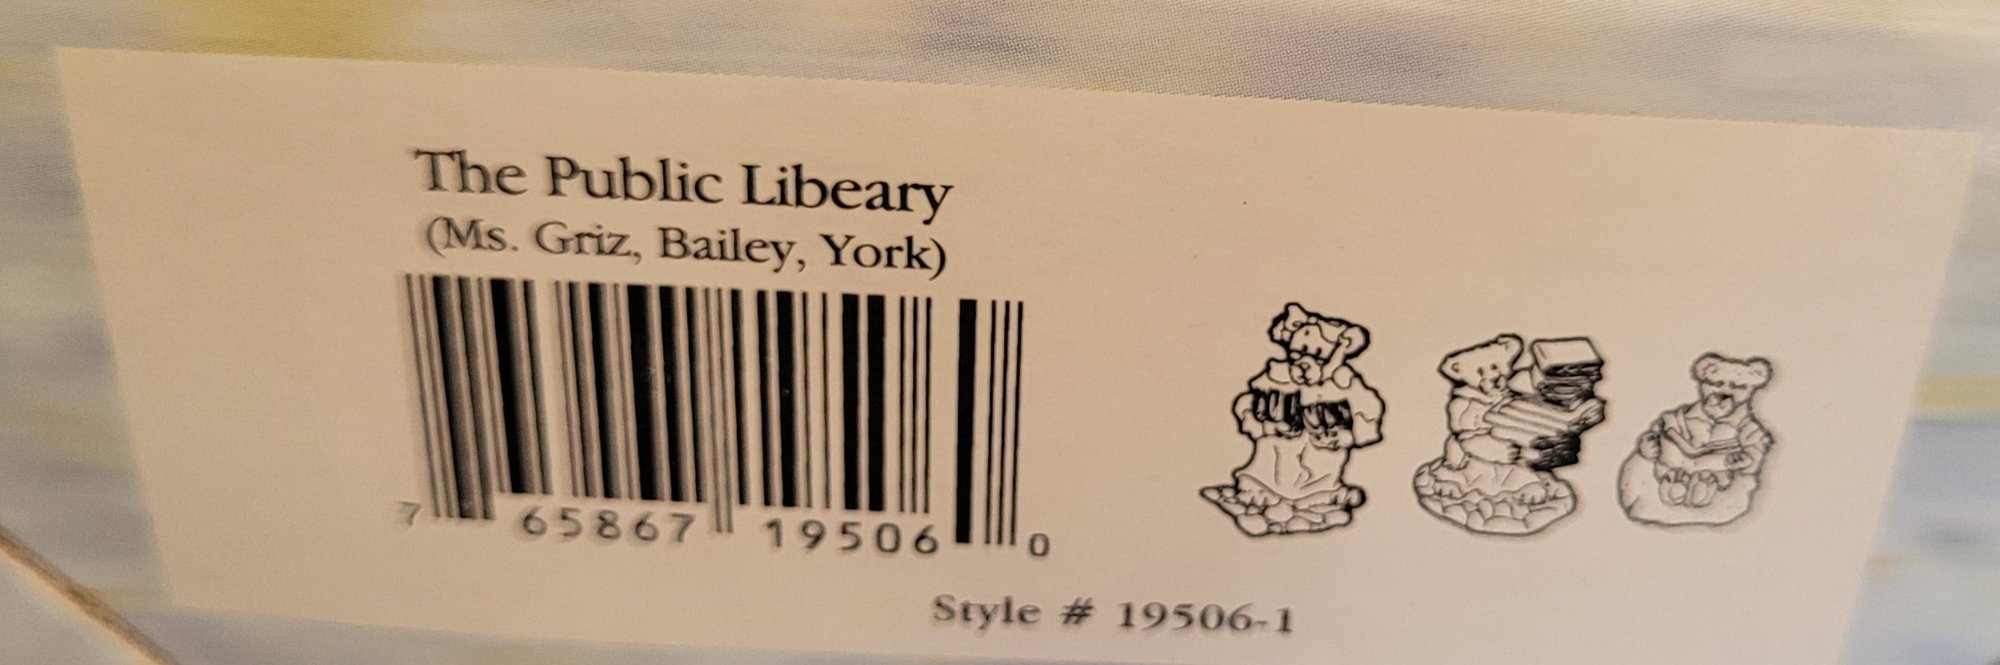 The Public Libeary
(Ms. Griz, Bailey, York)
7 65867 19506 0
Style # 19506-1